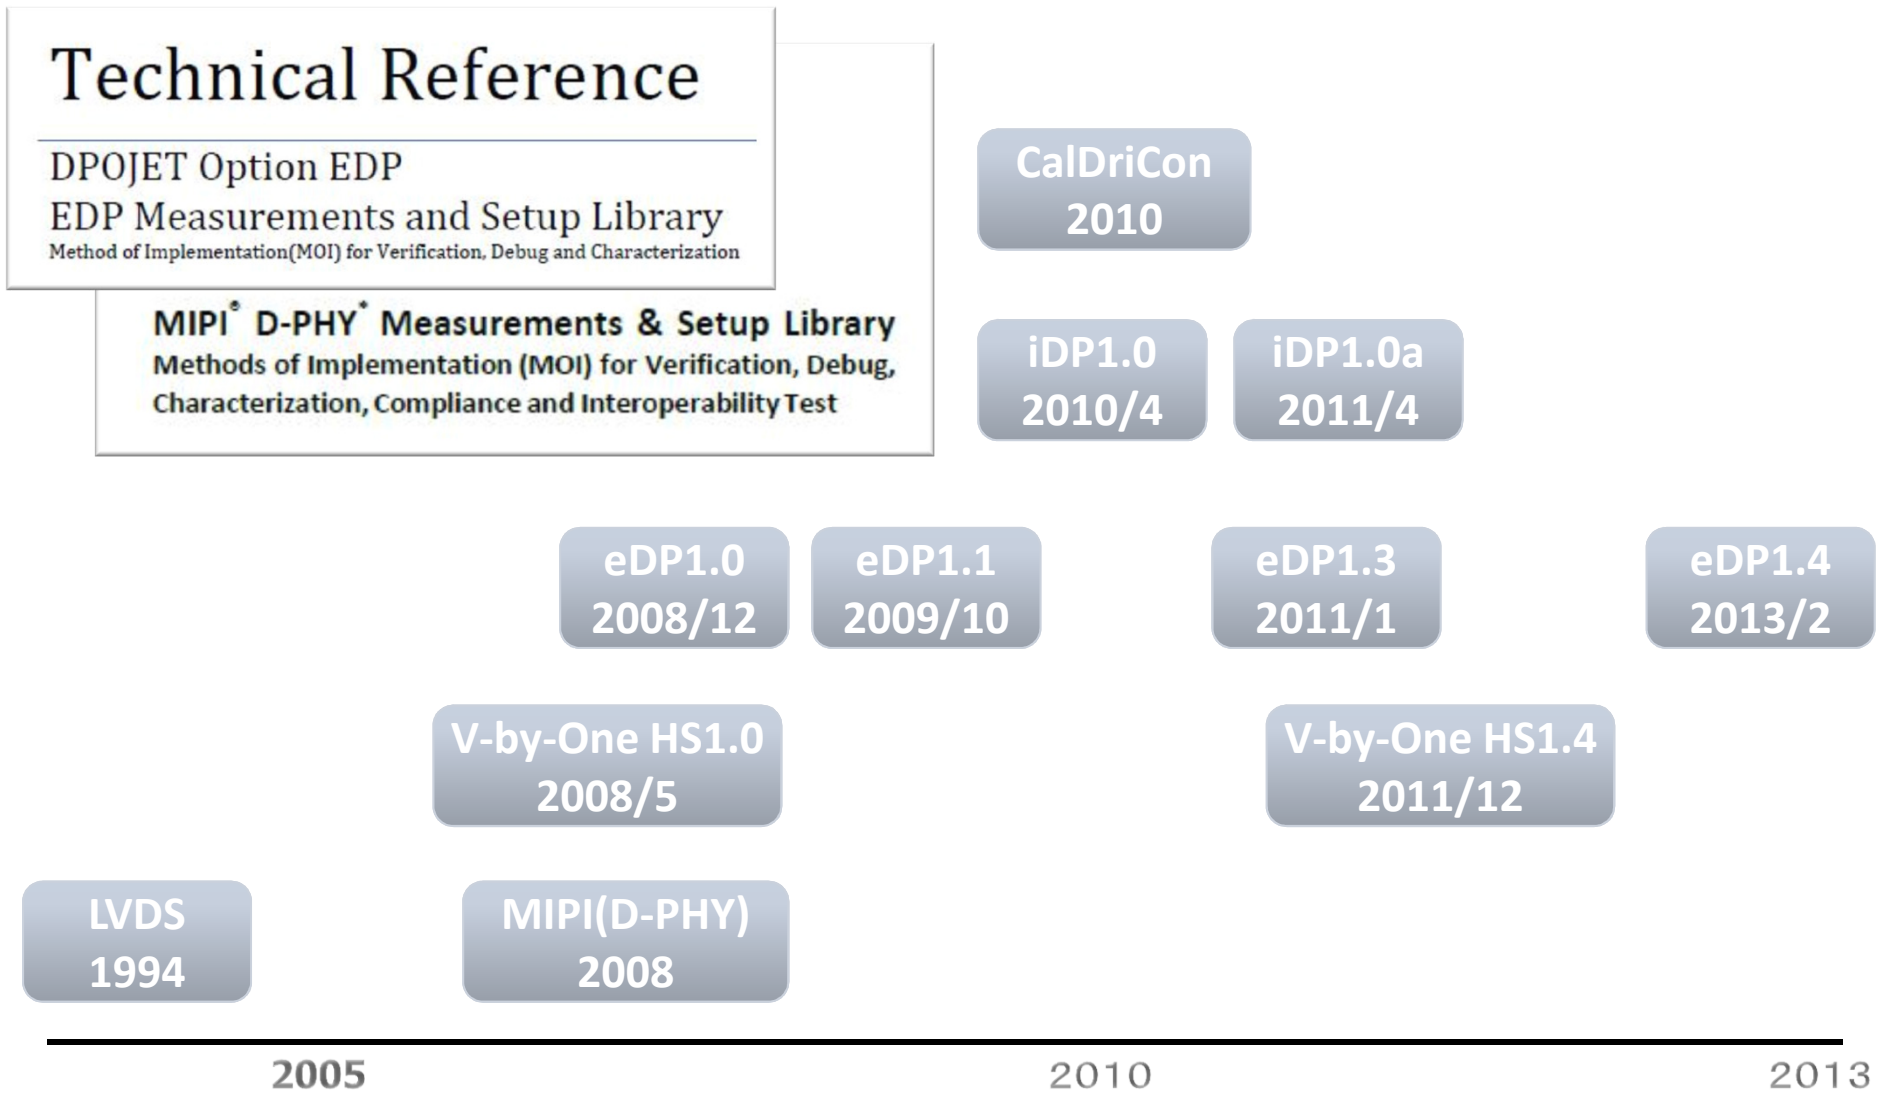 Technical Reference
DPOJET Option EDP
EDP Measurements and Setup Library
Method of Implementation(MOI) for Verification, Debug and Characterization
MIPI® D-PHY* Measurements & Setup Library
Methods of Implementation (MOI) for Verification, Debug,
Characterization, Compliance and Interoperability Test
CalDriCon
2010
iDP1.0
2010/4
iDP1.0a
2011/4
eDP1.0
2008/12
eDP1.1
2009/10
eDP1.3
2011/1
eDP1.4
2013/2
V-by-One HS1.0
2008/5
V-by-One HS1.4
2011/12
LVDS
1994
MIPI(D-PHY)
2008
2005
2010
2013